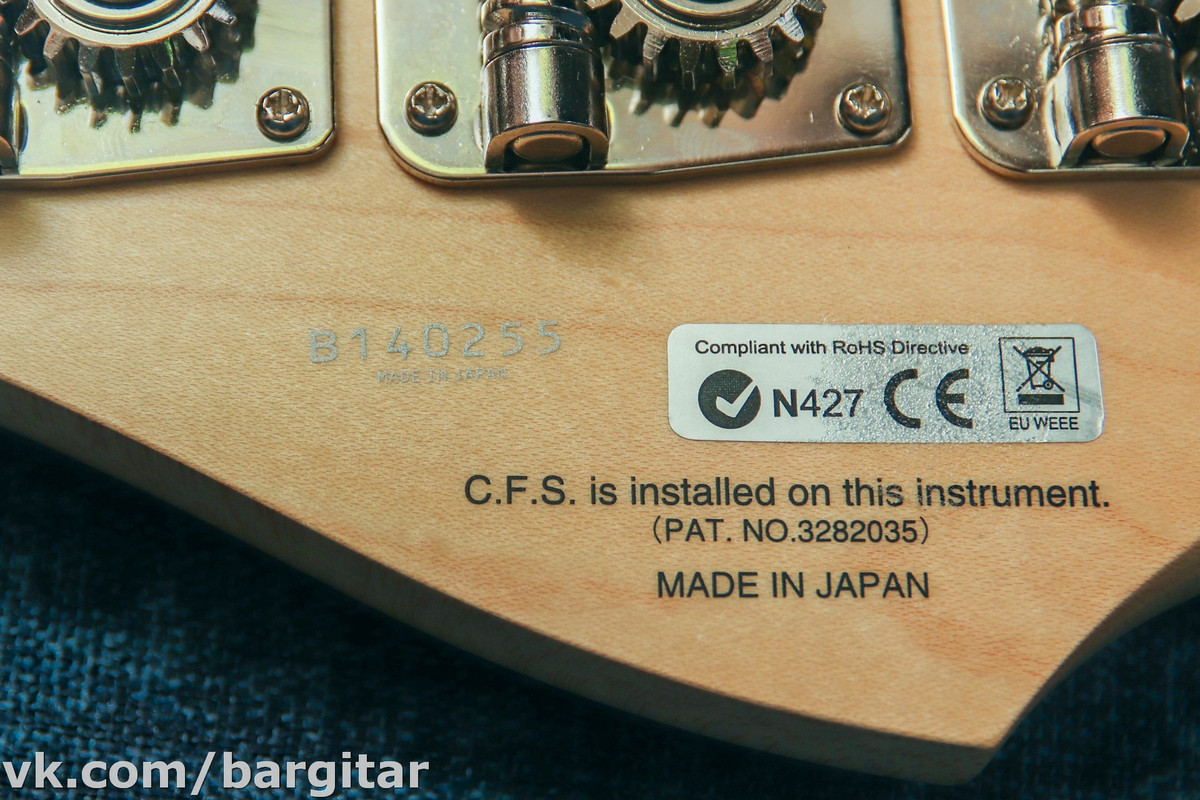 B140255
MADE IN JAPAN
Compliant with RoHS Directive
N427 CE
EU WEEE
C.F.S. is installed on this instrument.
(PAT. NO.3282035)
MADE IN JAPAN
vk.com/bargitar